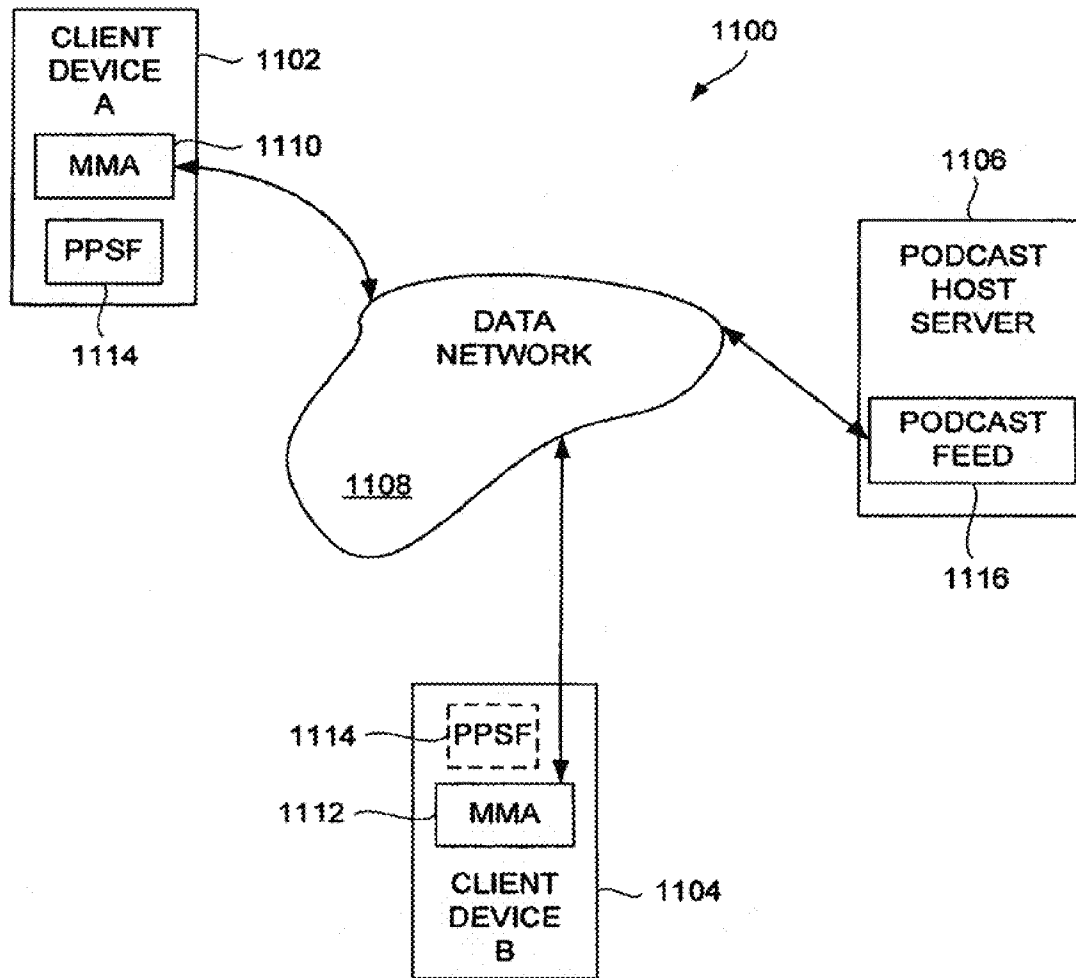 CLIENT
DEVICE
A
1102
MMA
1110
PPSF
1114
1100
1106
PODCAST
HOST
SERVER
DATA
NETWORK
1108
PODCAST
FEED
1116
1114
PPSF
1112
MMA
CLIENT
DEVICE
B
1104